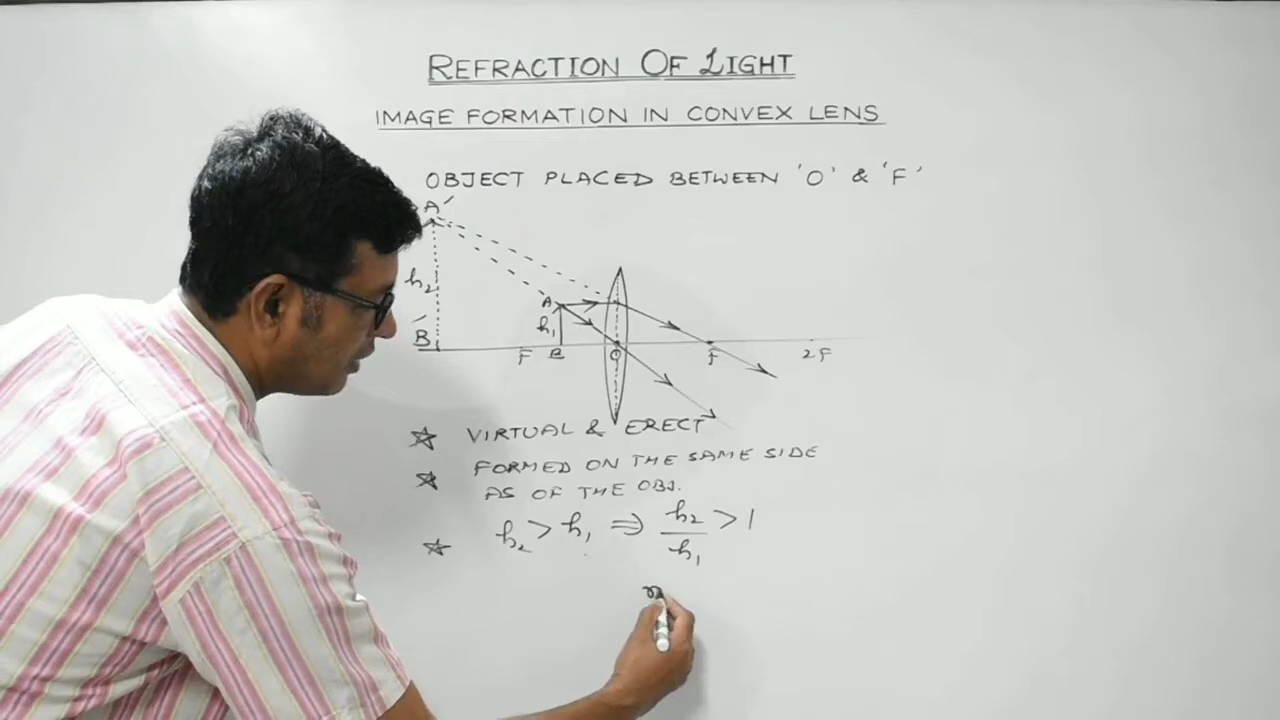 REFRACTION OF LIGHT
IMAGE FORMATION IN CONVEX LENS
OBJECT PLACED BETWEEN 'O' & 'F'
A'
h₂
A
h₁
B'
F B O F 2F
VIRTUAL & ERECT
FORMED ON THE SAME SIDE
AS OF THE OBJ.
h₂ > h₁ ⇒ h₂/h₁ > 1